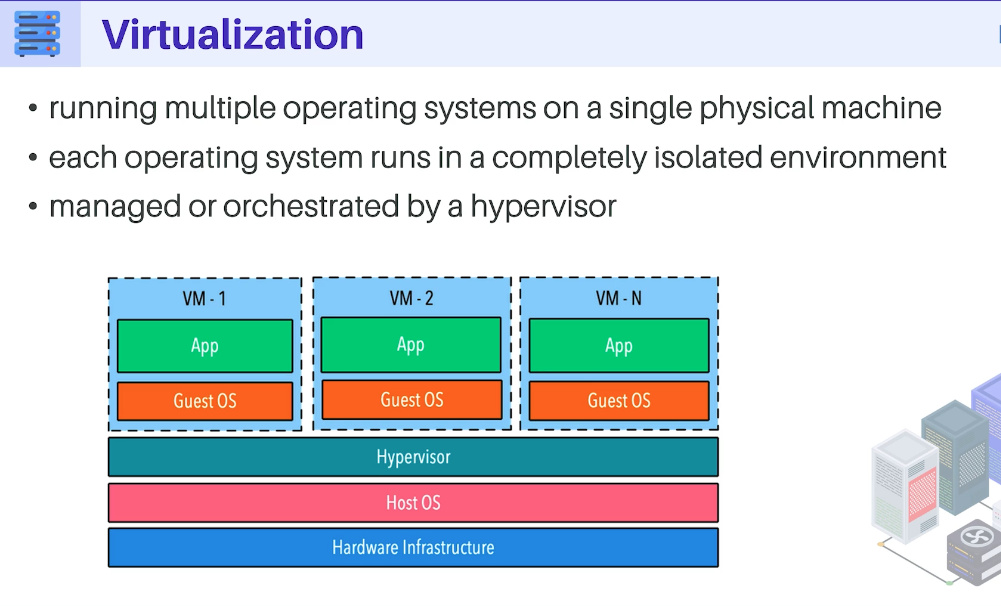 Virtualization
• running multiple operating systems on a single physical machine
• each operating system runs in a completely isolated environment
• managed or orchestrated by a hypervisor
VM - 1
VM - 2
VM - N
App
App
App
Guest OS
Guest OS
Guest OS
Hypervisor
Host OS
Hardware Infrastructure